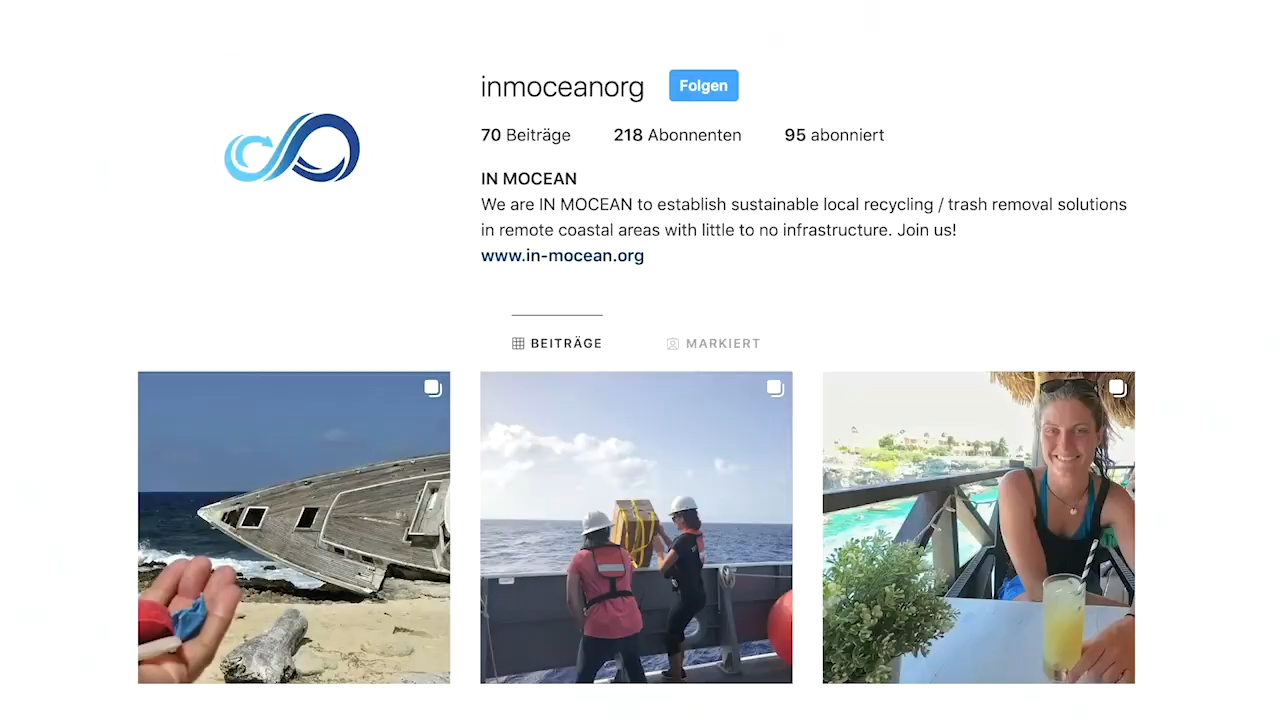 inmoceanorg Folgen
70 Beiträge 218 Abonnenten 95 abonniert
IN MOCEAN
We are IN MOCEAN to establish sustainable local recycling / trash removal solutions
in remote coastal areas with little to no infrastructure. Join us!
www.in-mocean.org
BEITRÄGE MARKIERT